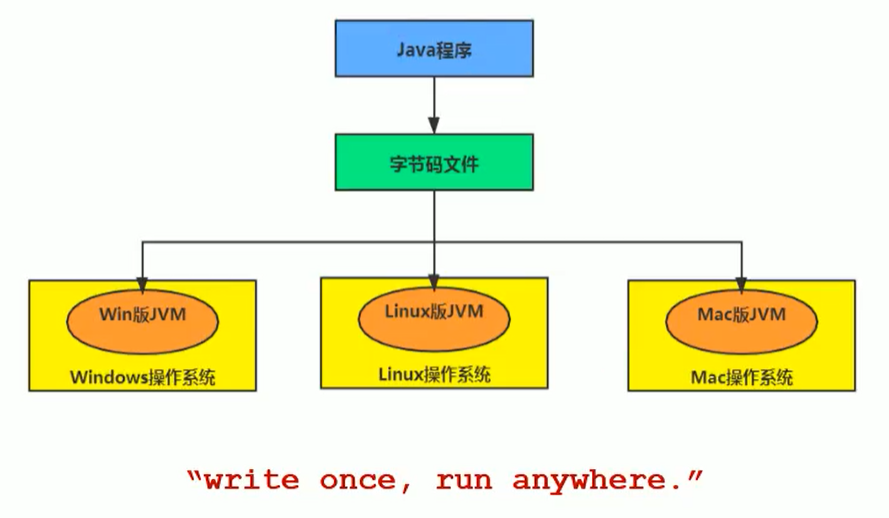 Java程序
字节码文件
Win版JVM
Linux版JVM
Mac版JVM
Windows操作系统
Linux操作系统
Mac操作系统
“write once, run anywhere.”